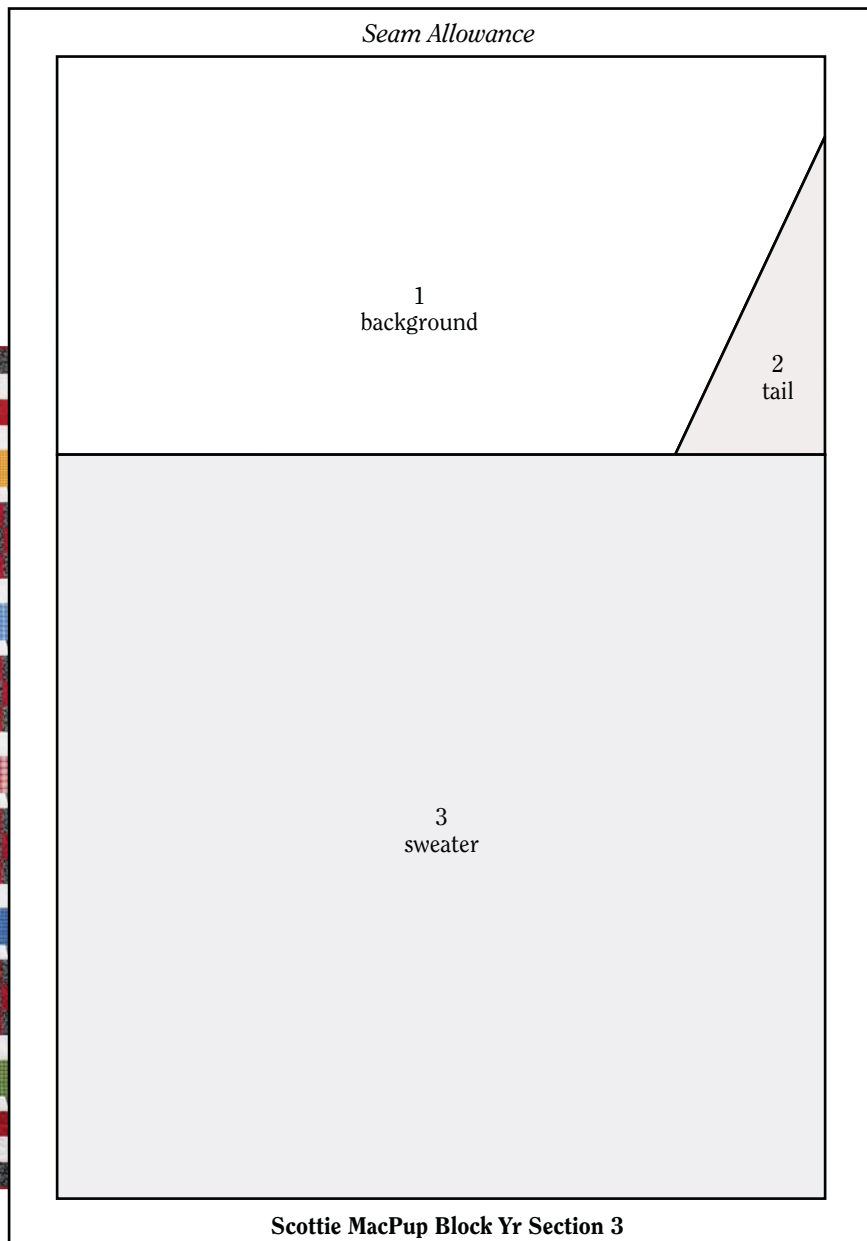 Seam Allowance
1
background
2
tail
3
sweater
Scottie MacPup Block Yr Section 3